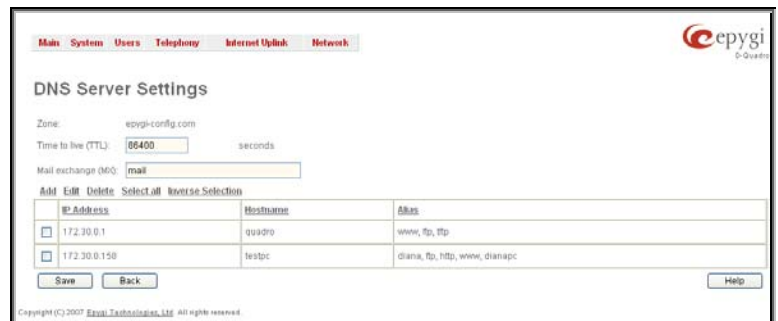 Main System Users Telephony Internet Uplink Network
epygi
D-Quadro
DNS Server Settings
Zone: epygi-config.com
Time to live (TTL): 86400 seconds
Mail exchange (MX): mail
Add Edit Delete Select all Inverse Selection
IP Address Hostname Alias
172.30.0.1 quadro www, ftp, tftp
172.30.0.150 testpc diana, ftp, http, www, dianapc
Save Back Help
Copyright (C) 2007 Epygi Technologies, Ltd. All rights reserved.